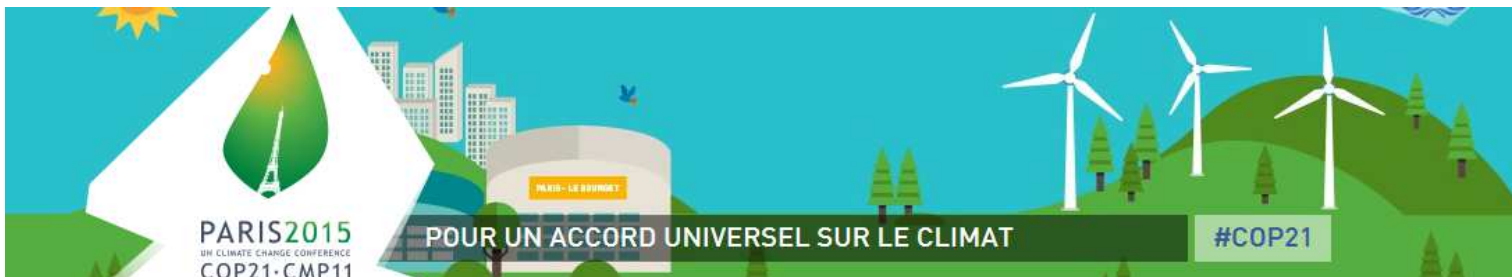 PARIS - LE BOURGET
PARIS2015
UN CLIMATE CHANGE CONFERENCE
COP21·CMP11
POUR UN ACCORD UNIVERSEL SUR LE CLIMAT
#COP21